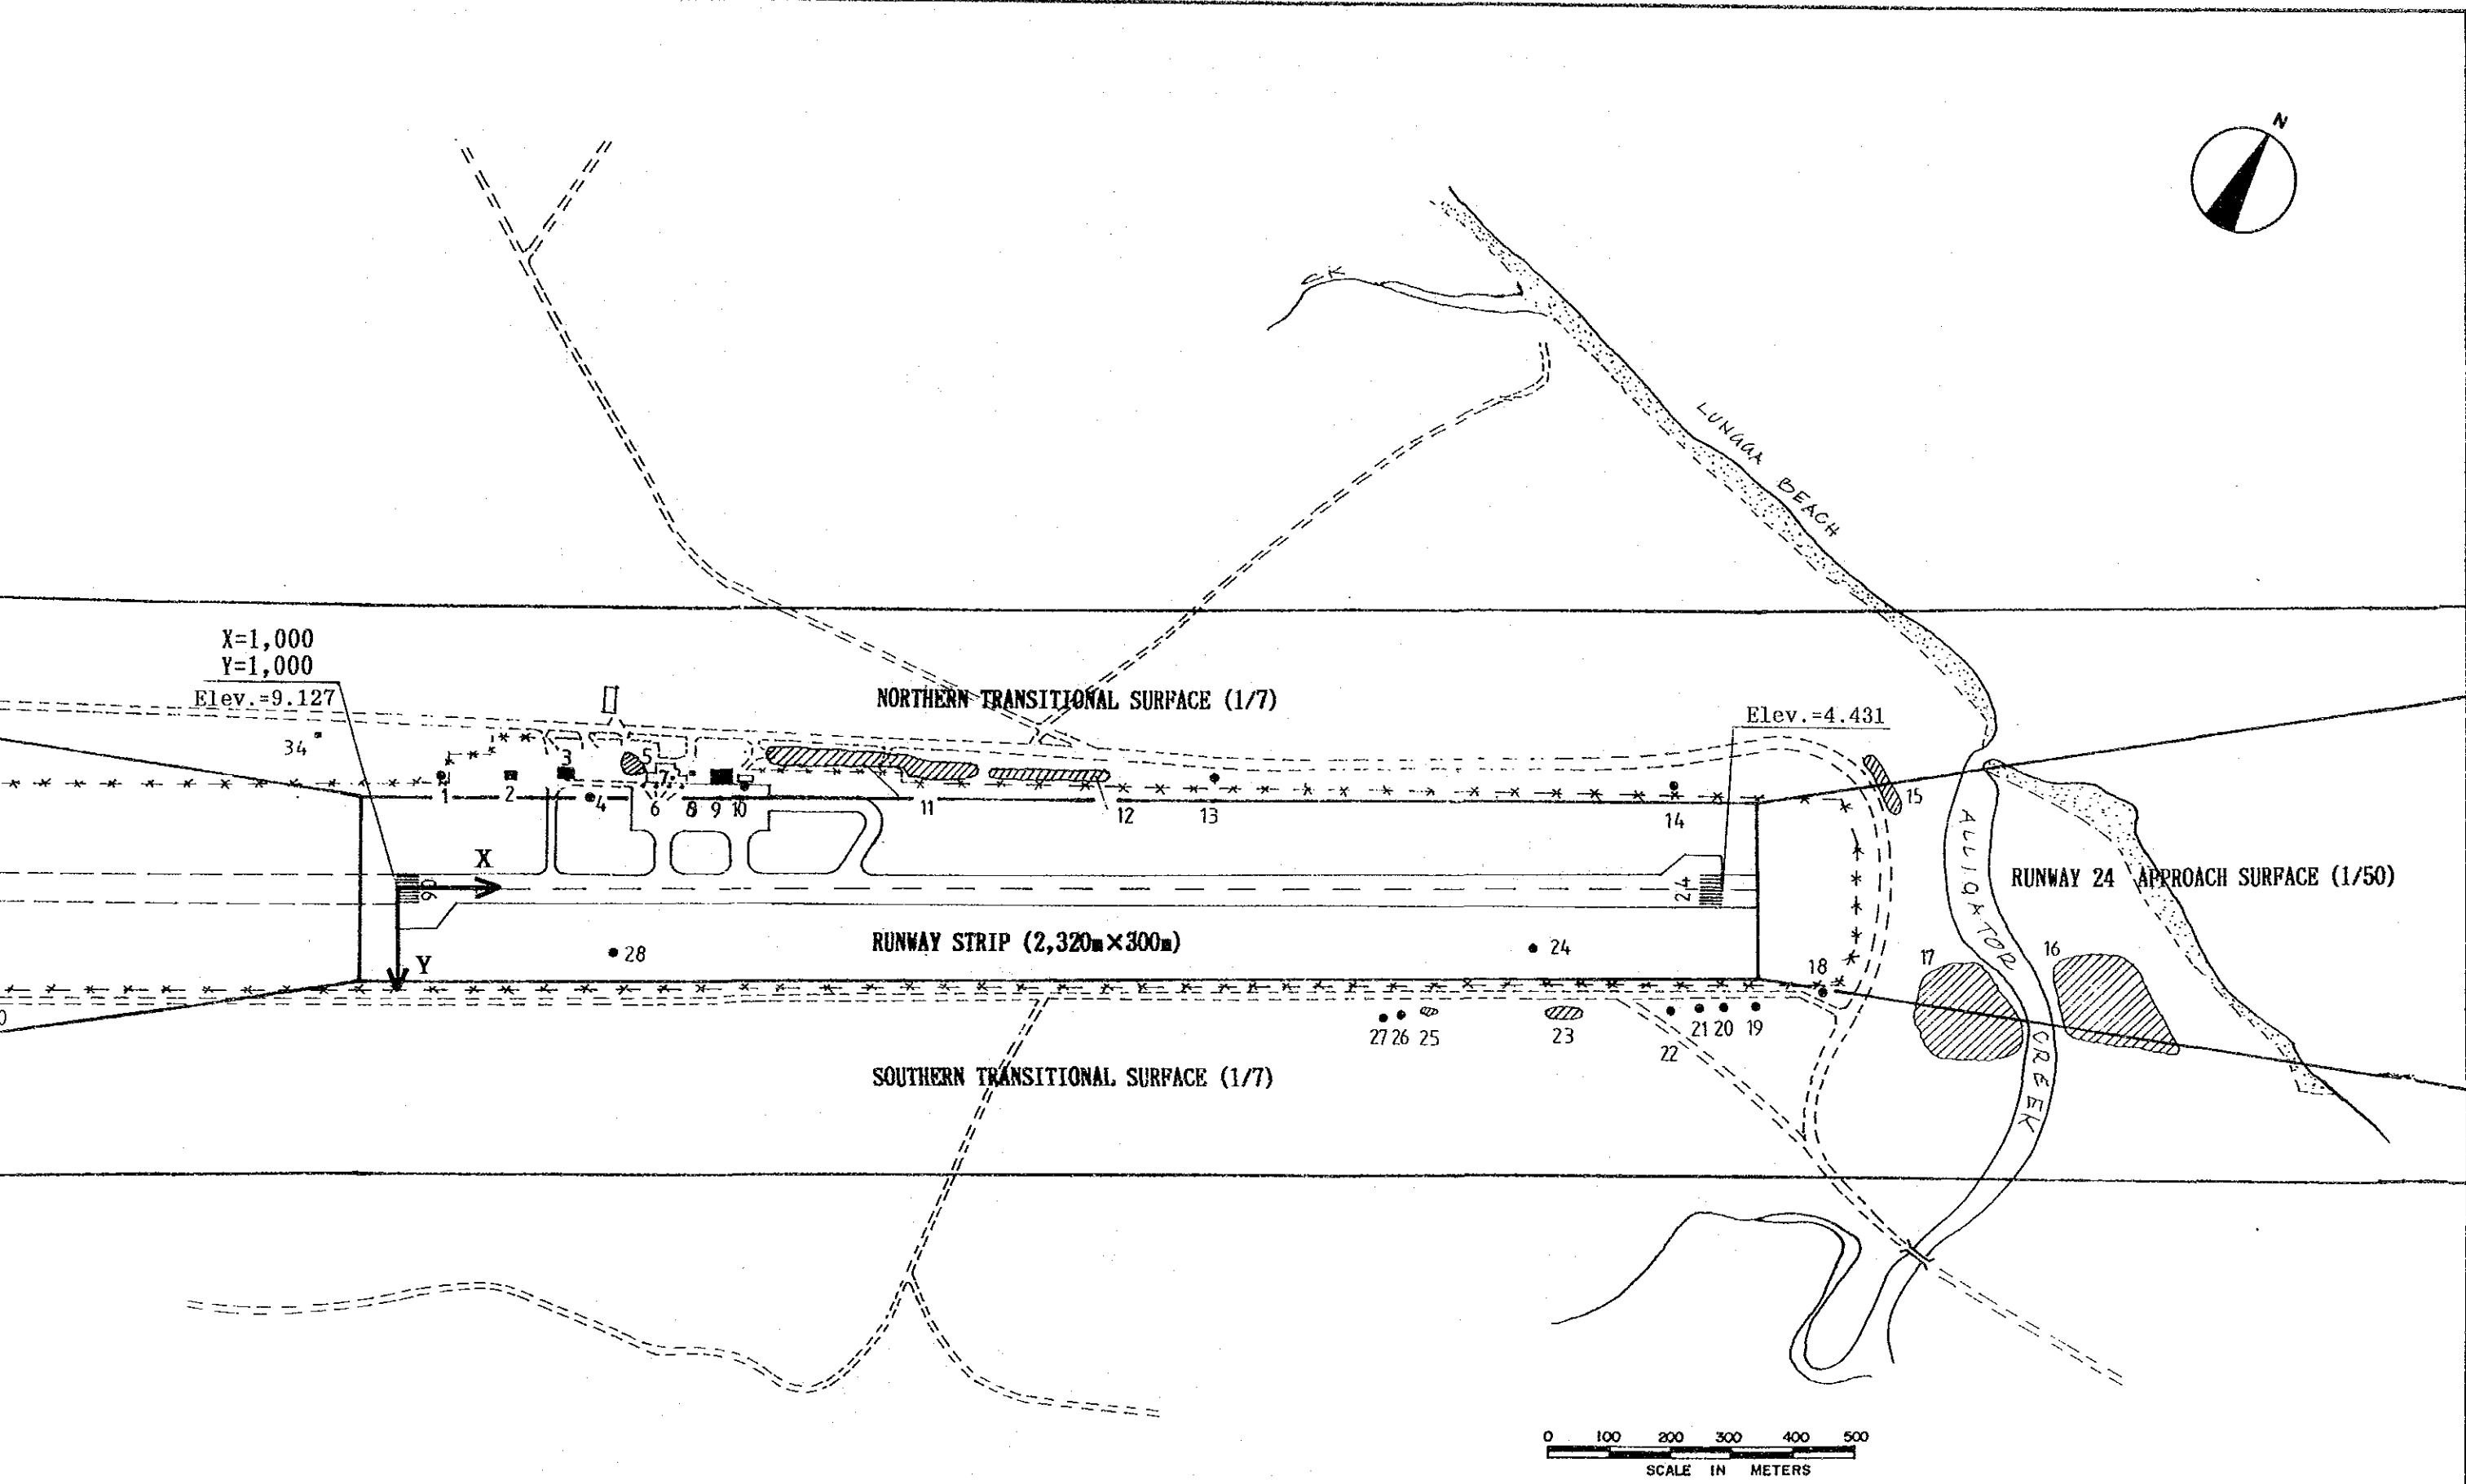 N
CK
LUNGGA BEACH
X=1,000
Y=1,000
Elev.=9.127
NORTHERN TRANSITIONAL SURFACE (1/7)
Elev.=4.431
34
3
5
7
1
2
4
6
8
9
10
11
12
13
14
15
ALLIGATOR CREEK
X
06
24
RUNWAY 24 APPROACH SURFACE (1/50)
RUNWAY STRIP (2,320m×300m)
28
24
Y
18
17
16
0
27
26
25
23
22
21
20
19
SOUTHERN TRANSITIONAL SURFACE (1/7)
0 100 200 300 400 500
SCALE IN METERS